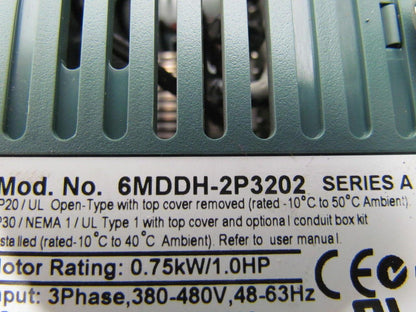 Mod. No. 6MDDH-2P3202 SERIES A
P20 / UL Open-Type with top cover removed (rated -10°C to 50°C Ambient).
P30 / NEMA 1 / UL Type 1 with top cover and optional conduit box kit
stalled (rated-10°C to 40°C Ambient). Refer to user manual.
Motor Rating: 0.75kW/1.0HP
put: 3Phase,380-480V,48-63Hz
CE